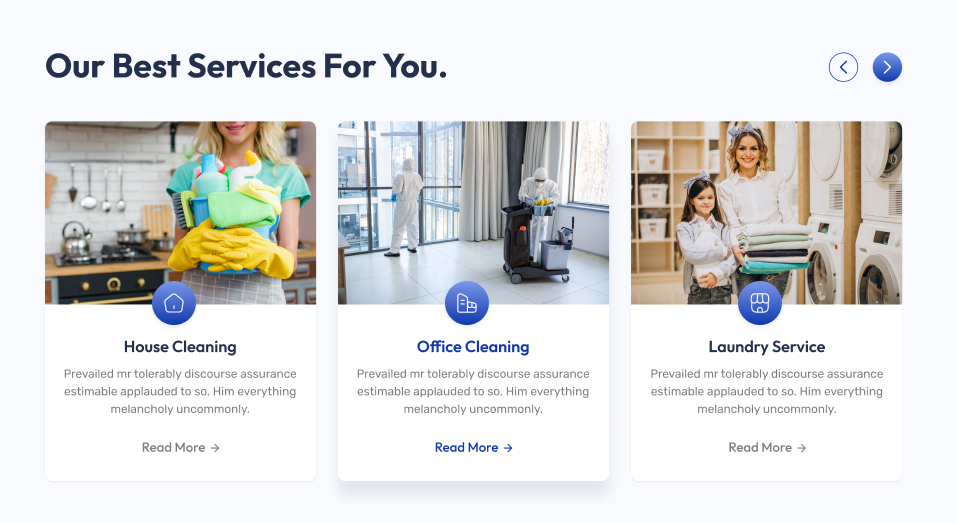 Our Best Services For You.
House Cleaning
Prevailed mr tolerably discourse assurance
estimable applauded to so. Him everything
melancholy uncommonly.
Read More →
Office Cleaning
Prevailed mr tolerably discourse assurance
estimable applauded to so. Him everything
melancholy uncommonly.
Read More →
Laundry Service
Prevailed mr tolerably discourse assurance
estimable applauded to so. Him everything
melancholy uncommonly.
Read More →